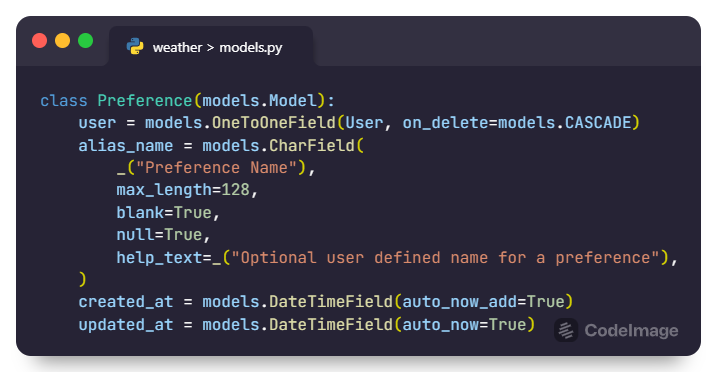 weather > models.py
class Preference(models.Model):
    user = models.OneToOneField(User, on_delete=models.CASCADE)
    alias_name = models.CharField(
        _("Preference Name"),
        max_length=128,
        blank=True,
        null=True,
        help_text=_("Optional user defined name for a preference"),
    )
    created_at = models.DateTimeField(auto_now_add=True)
    updated_at = models.DateTimeField(auto_now=True)
CodeImage